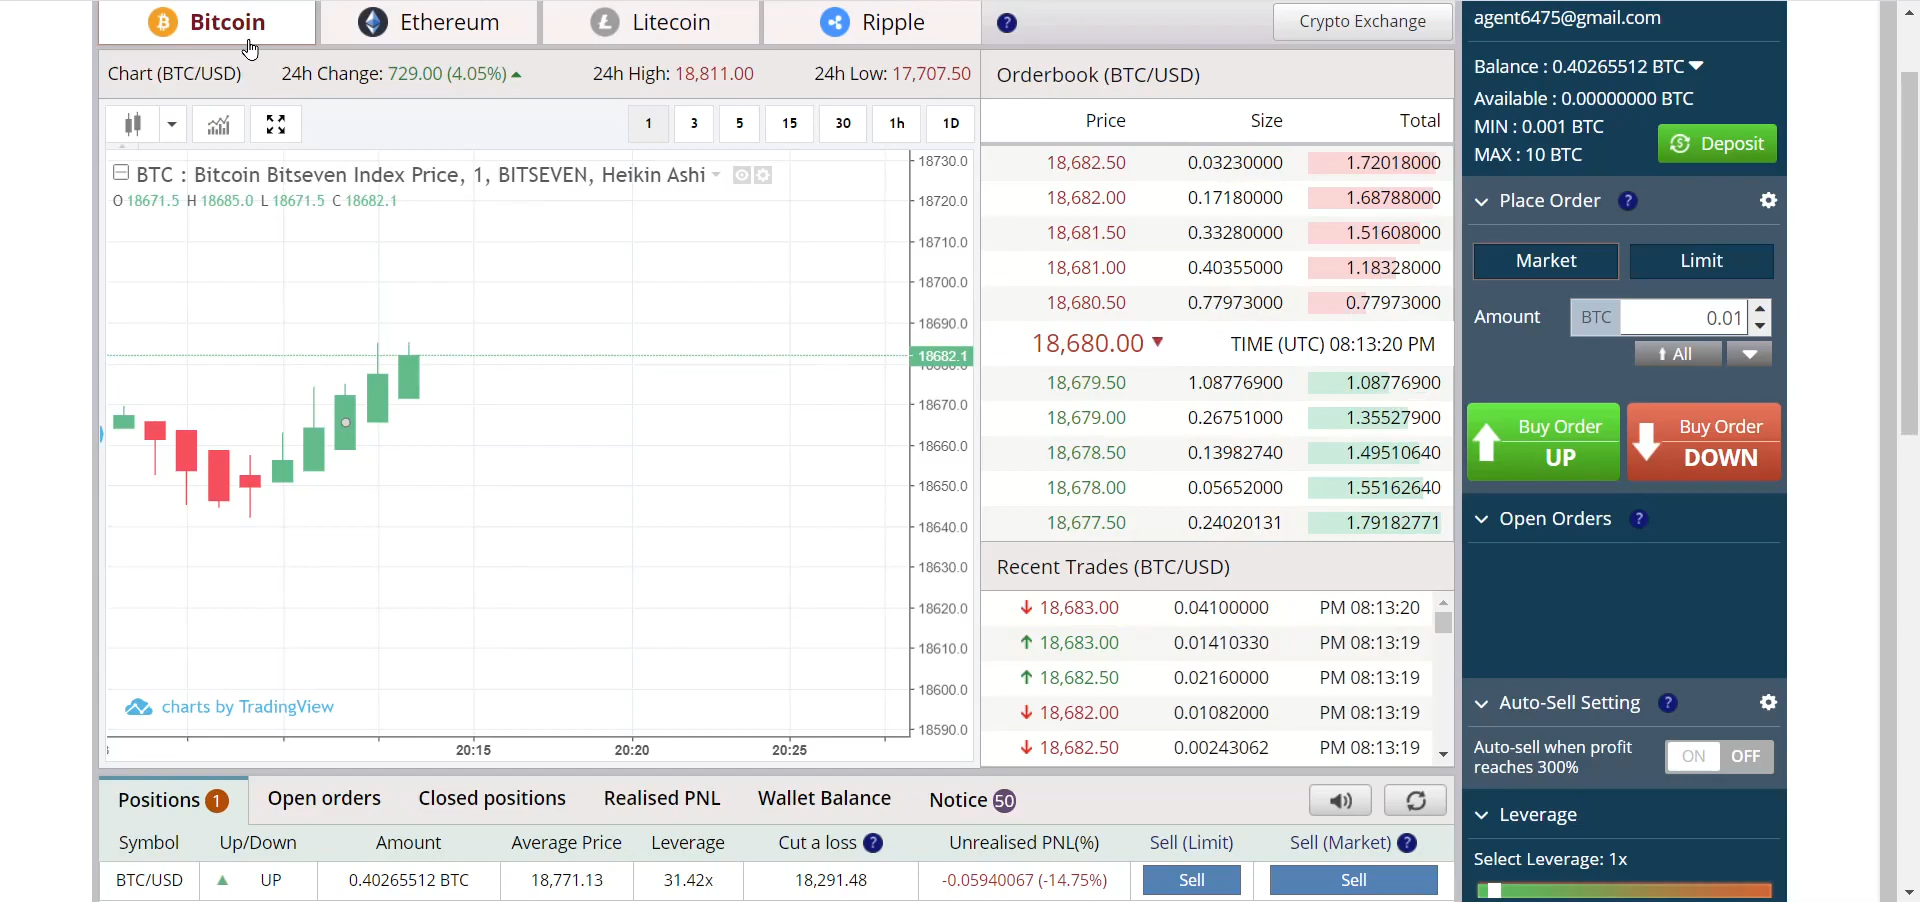 Bitcoin
Ethereum
Litecoin
Ripple
?
Crypto Exchange
Chart (BTC/USD)
24h Change: 729.00 (4.05%)
24h High: 18,811.00
24h Low: 17,707.50
1
3
5
15
30
1h
1D
BTC : Bitcoin Bitseven Index Price, 1, BITSEVEN, Heikin Ashi
O 18671.5 H 18685.0 L 18671.5 C 18682.1
18730.0
18720.0
18710.0
18700.0
18690.0
18682.1
18670.0
18660.0
18650.0
18640.0
18630.0
18620.0
18610.0
18600.0
18590.0
charts by TradingView
20:15
20:20
20:25
Orderbook (BTC/USD)
Price Size Total
18,682.50 0.03230000 1.72018000
18,682.00 0.17180000 1.68788000
18,681.50 0.33280000 1.51608000
18,681.00 0.40355000 1.18328000
18,680.50 0.77973000 0.77973000
18,680.00 TIME (UTC) 08:13:20 PM
18,679.50 1.08776900 1.08776900
18,679.00 0.26751000 1.35527900
18,678.50 0.13982740 1.49510640
18,678.00 0.05652000 1.55162640
18,677.50 0.24020131 1.79182771
Recent Trades (BTC/USD)
18,683.00 0.04100000 PM 08:13:20
18,683.00 0.01410330 PM 08:13:19
18,682.50 0.02160000 PM 08:13:19
18,682.00 0.01082000 PM 08:13:19
18,682.50 0.00243062 PM 08:13:19
agent6475@gmail.com
Balance : 0.40265512 BTC
Available : 0.00000000 BTC
MIN : 0.001 BTC
MAX : 10 BTC
Deposit
Place Order ?
Market
Limit
Amount BTC 0.01
All
Buy Order
UP
Buy Order
DOWN
Open Orders ?
Auto-Sell Setting ?
Auto-sell when profit
reaches 300%
ON OFF
Leverage
Select Leverage: 1x
Positions 1
Open orders
Closed positions
Realised PNL
Wallet Balance
Notice 50
Symbol Up/Down Amount Average Price Leverage Cut a loss ? Unrealised PNL(%) Sell (Limit) Sell (Market) ?
BTC/USD UP 0.40265512 BTC 18,771.13 31.42x 18,291.48 -0.05940067 (-14.75%) Sell Sell